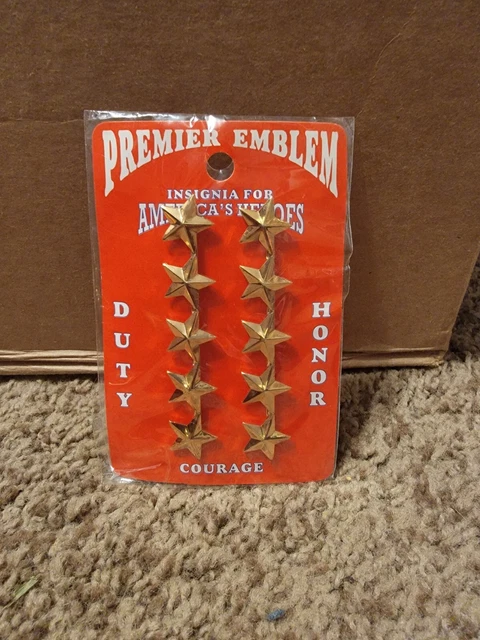 PREMIER EMBLEM
INSIGNIA FOR
AMERICA'S HEROES
DUTY
HONOR
COURAGE